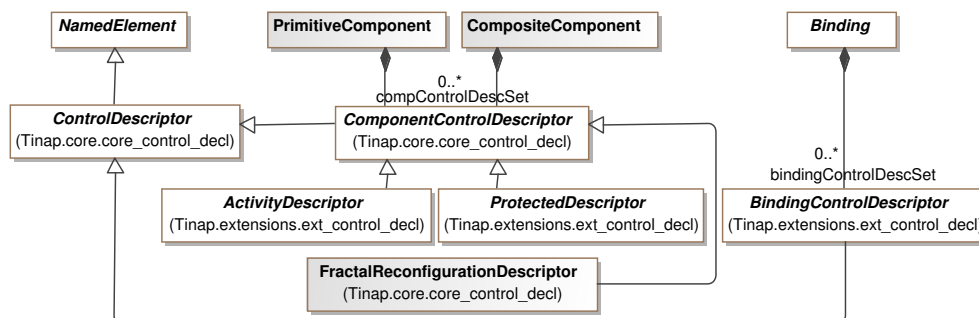 NamedElement
PrimitiveComponent
CompositeComponent
Binding
0..*
compControlDescSet
ControlDescriptor
(Tinap.core.core_control_decl)
ComponentControlDescriptor
(Tinap.core.core_control_decl)
0..*
bindingControlDescSet
ActivityDescriptor
(Tinap.extensions.ext_control_decl)
ProtectedDescriptor
(Tinap.extensions.ext_control_decl)
BindingControlDescriptor
(Tinap.extensions.ext_control_decl)
FractalReconfigurationDescriptor
(Tinap.core.core_control_decl)